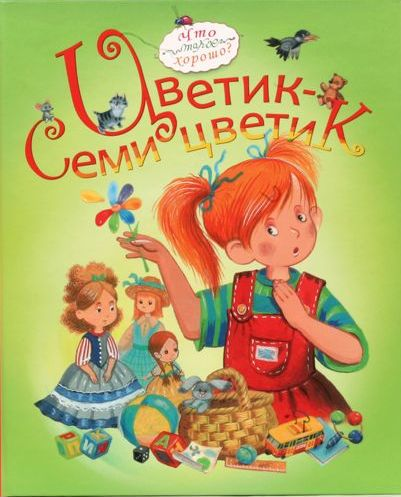 Что
такое
хорошо?
Цветик-
Семицветик
П
И
А